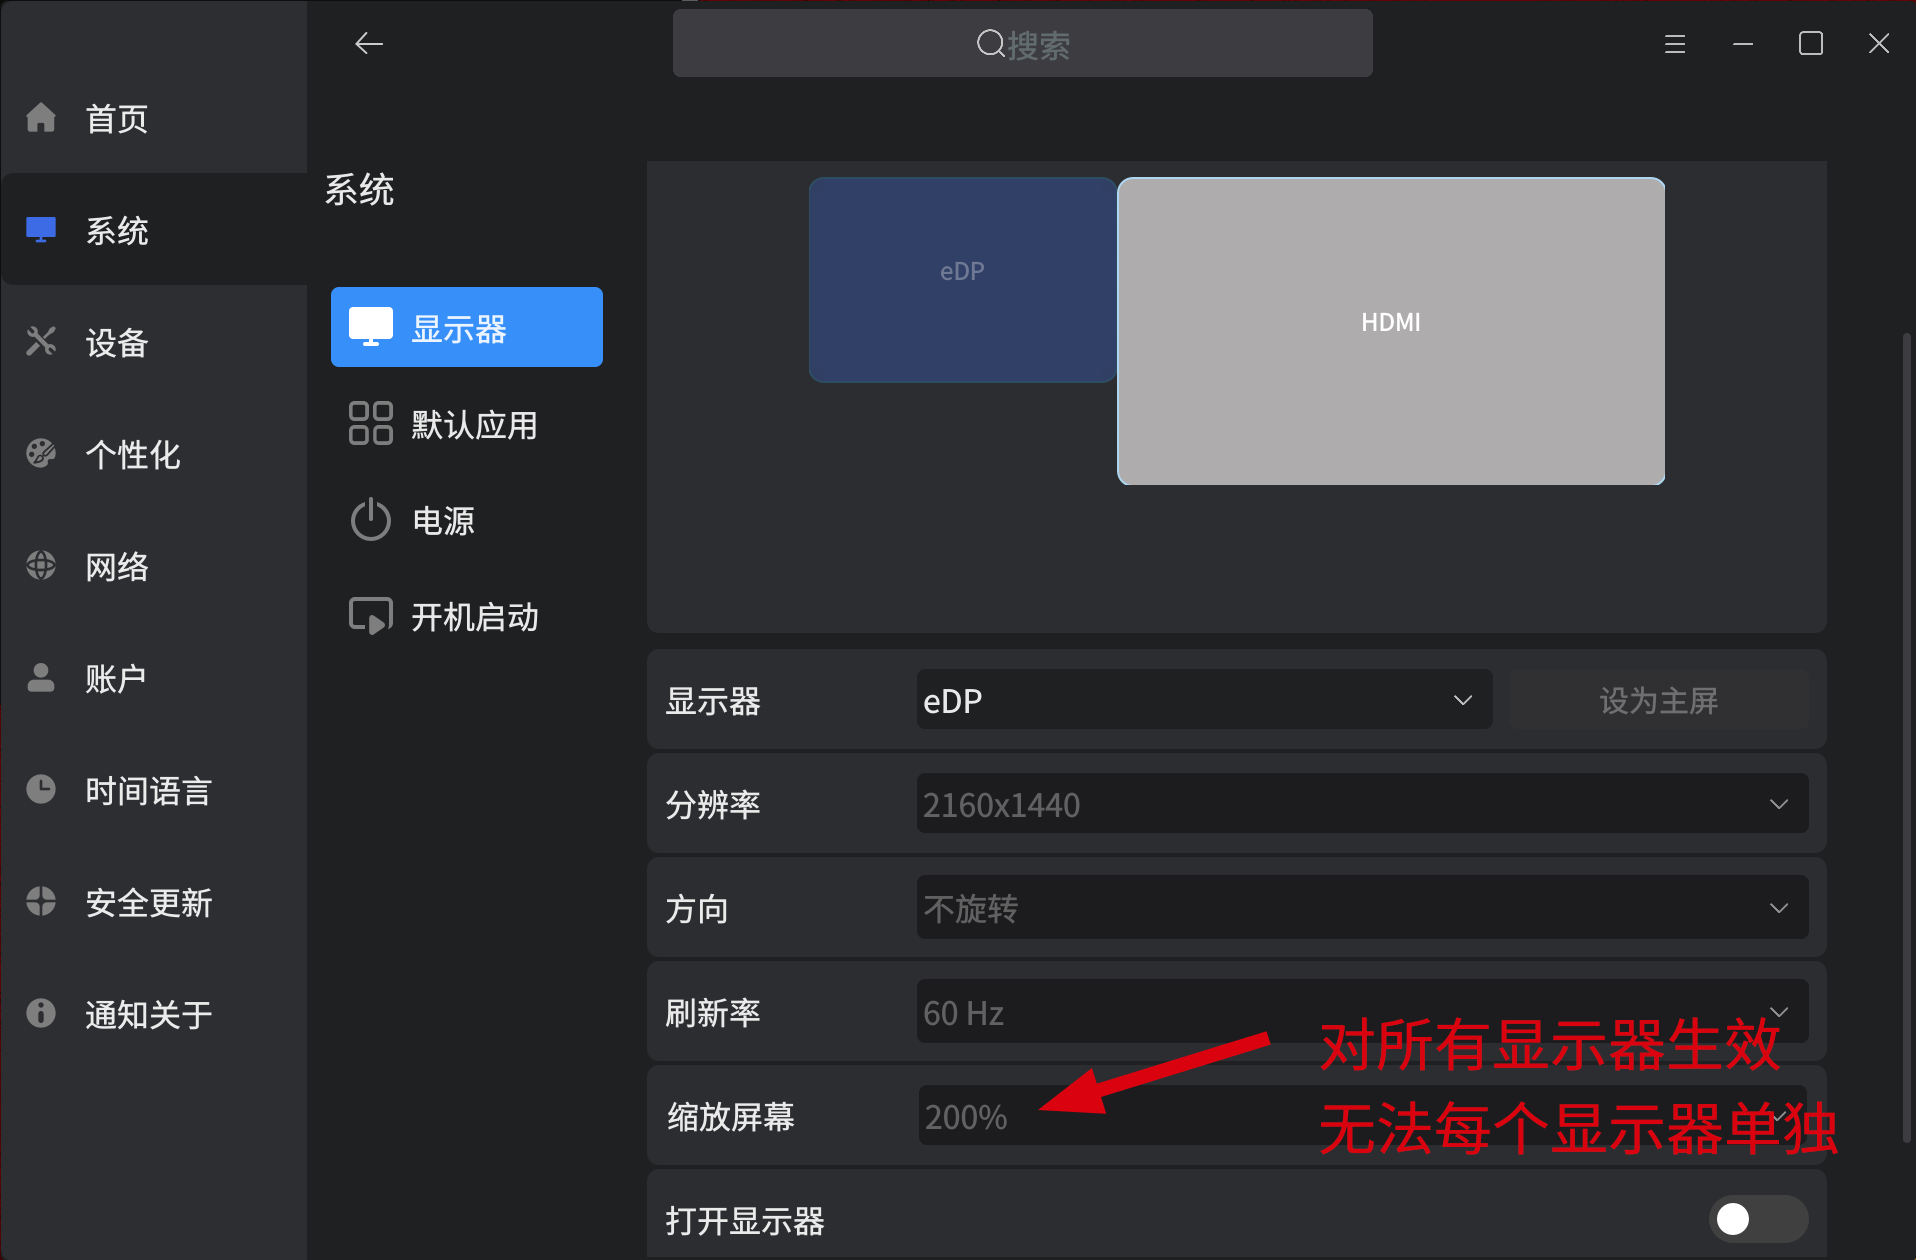 搜索
首页
系统
设备
个性化
网络
账户
时间语言
安全更新
通知关于
系统
显示器
默认应用
电源
开机启动
eDP
HDMI
显示器
eDP
设为主屏
分辨率
2160x1440
方向
不旋转
刷新率
60 Hz
对所有显示器生效
缩放屏幕
200%
无法每个显示器单独
打开显示器